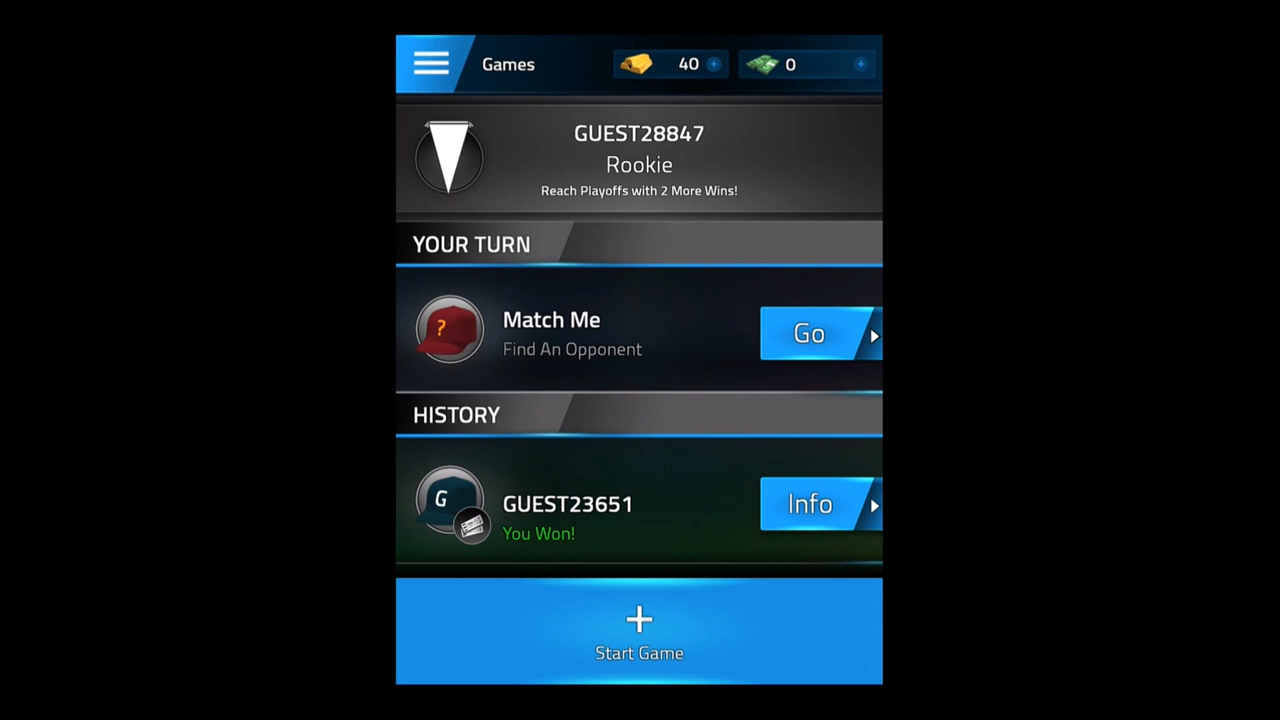 Games
40
0
GUEST28847
Rookie
Reach Playoffs with 2 More Wins!
YOUR TURN
?
Match Me
Find An Opponent
Go
HISTORY
G
GUEST23651
You Won!
Info
Start Game